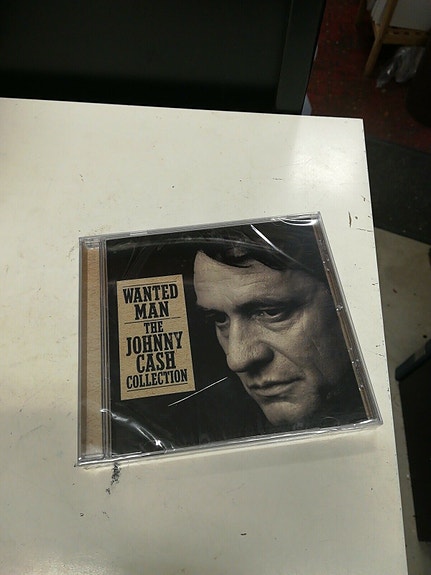 WANTED
MAN
THE
JOHNNY
CASH
COLLECTION